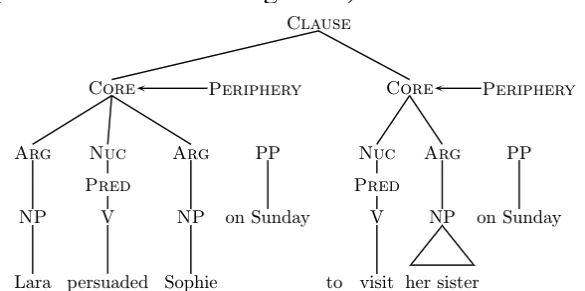 CLAUSE
CORE PERIPHERY CORE PERIPHERY
ARG NUC ARG PP NUC ARG PP
PRED PRED
NP V NP on Sunday V NP on Sunday
Lara persuaded Sophie to visit her sister